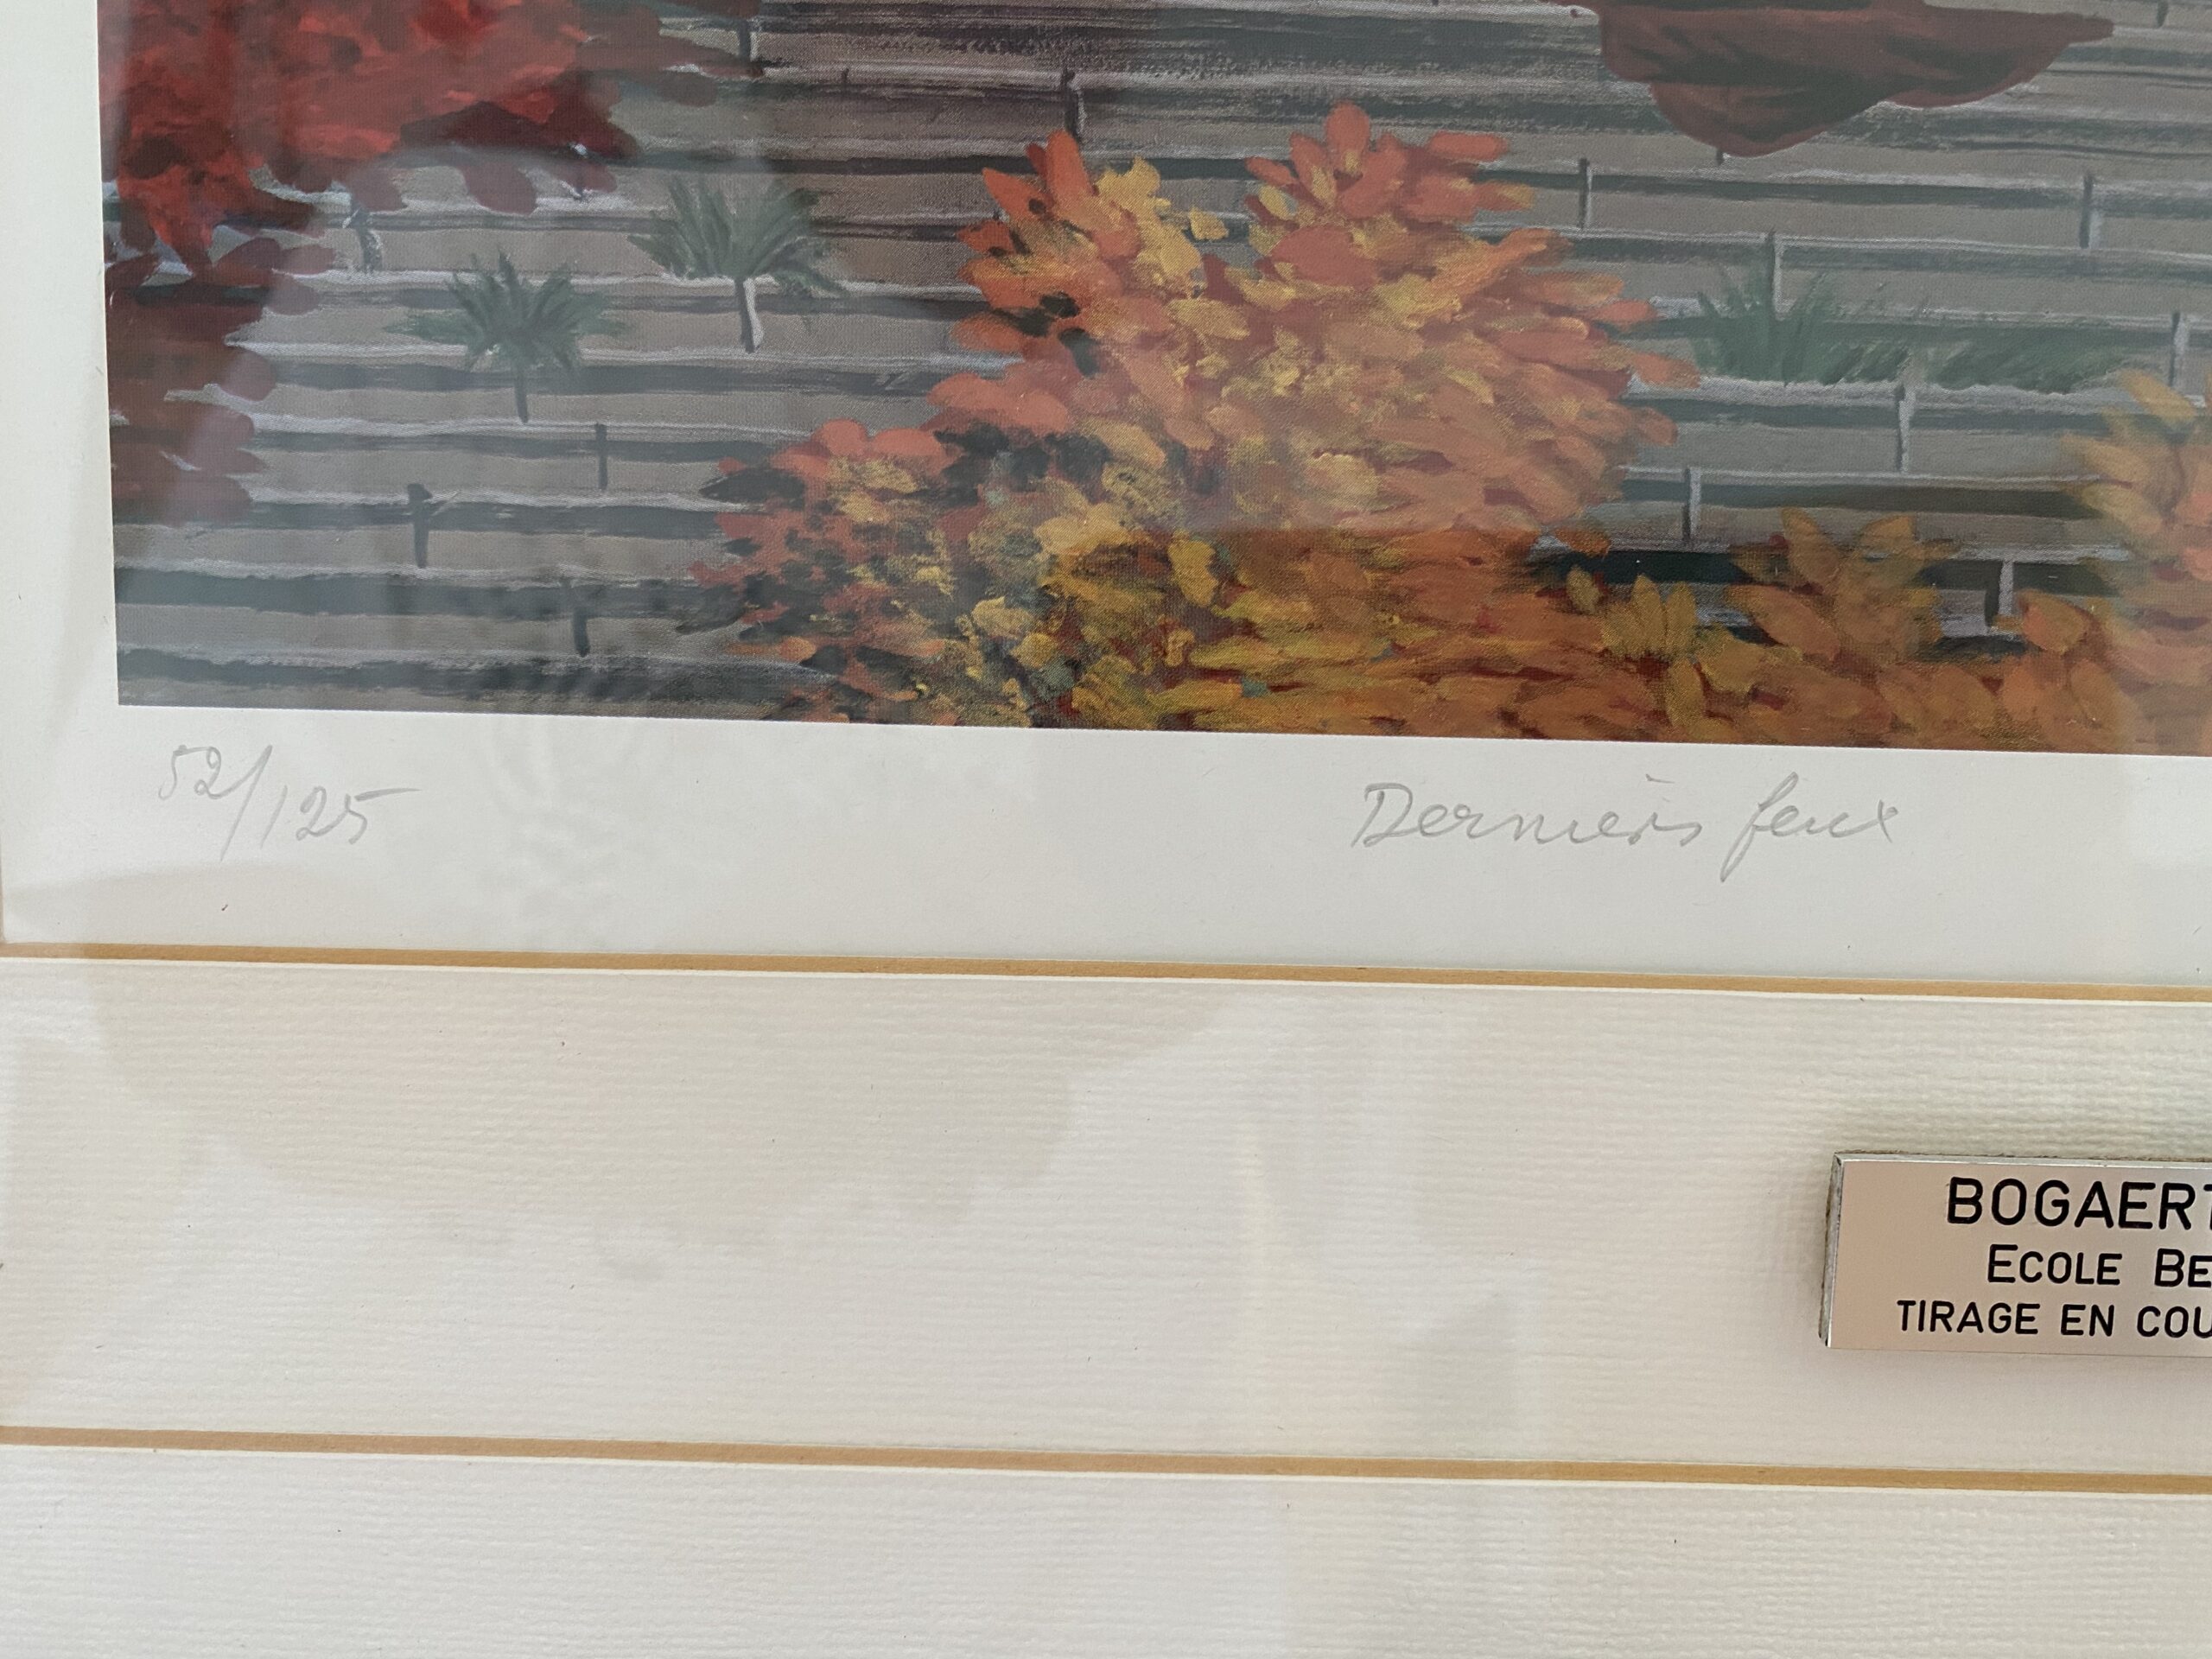 52/125
Derniers feux
BOGAERT
ECOLE BE
TIRAGE EN COU